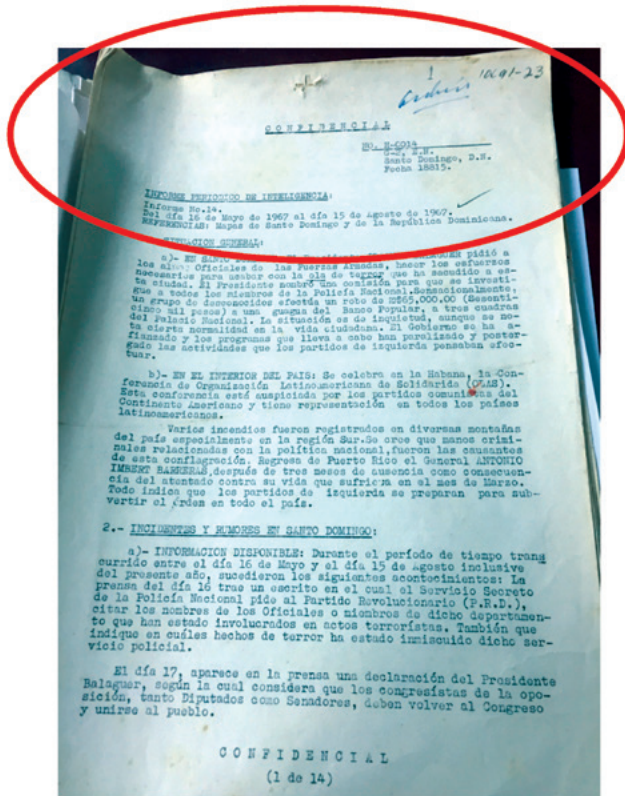 1
10691-23
CONFIDENCIAL
NO. E-0014
G-2, E.N.
Santo Domingo, D.N.
Fecha 18815.
INFORME PERIODICO DE INTELIGENCIA:
Informe No.14.
Del día 16 de Mayo de 1967 al día 15 de Agosto de 1967.
REFERENCIAS: Mapas de Santo Domingo y de la República Dominicana.
SITUACION GENERAL:
a)- EN SANTO pidió a
los altos Oficiales de las Fuerzas Armadas, hacer los esfuerzos
necesarios para acabar con la ola de terror que ha sacudido a es-
ta ciudad. El Presidente nombró una comisión para que se investi-
gue a todos los miembros de la Policía Nacional. Sensacionalmente,
un grupo de desconocidos efectúa un robo de RD$65,000.00 (Sesenti-
cinco mil pesos) a una guagua del Banco Popular, a tres cuadras
del Palacio Nacional. La situación es de inquietud, aunque se no-
ta cierta normalidad en la vida ciudadana. El Gobierno se ha a-
fianzado y los programas que lleva a cabo han paralizado y poster-
gado las actividades que los partidos de izquierda pensaban efec-
tuar.
b)- EN EL INTERIOR DEL PAIS: Se celebra en la Habana, la Con-
ferencia de Organización Latinoamericana de Solidarida (OLAS).
Esta conferencia está auspiciada por los partidos comunistas del
Continente Americano y tiene representación en todos los países
latinoamericanos.
Varios incendios fueron registrados en diversas montañas
del país especialmente en la región Sur. Se cree que manos crimi-
nales relacionadas con la política nacional, fueron las causantes
de esta conflagración. Regresa de Puerto Rico el General ANTONIO
IMBERT BARRERAS, después de tres meses de ausencia como consecuen-
cia del atentado contra su vida que sufriera en el mes de Marzo.
Todo indica que los partidos de izquierda se preparan para sub-
vertir el órden en todo el país.
2.- INCIDENTES Y RUMORES EN SANTO DOMINGO:
a)- INFORMACION DISPONIBLE: Durante el período de tiempo trans
currido entre el día 16 de Mayo y el día 15 de Agosto inclusive
del presente año, sucedieron los siguientes acontecimientos: La
prensa del día 16 trae un escrito en el cual el Servicio Secreto
de la Policía Nacional pide al Partido Revolucionario (P.R.D.),
citar los nombres de los Oficiales o miembros de dicho departamen-
to que han estado involucrados en actos terroristas. También que
indique en cuáles hechos de terror ha estado inmiscuido dicho ser-
vicio policial.
El día 17, aparece en la prensa una declaración del Presidente
Balaguer, según la cual considera que los congresistas de la opo-
sición, tanto Diputados como Senadores, deben volver al Congreso
y unirse al pueblo.
CONFIDENCIAL
(1 de 14)